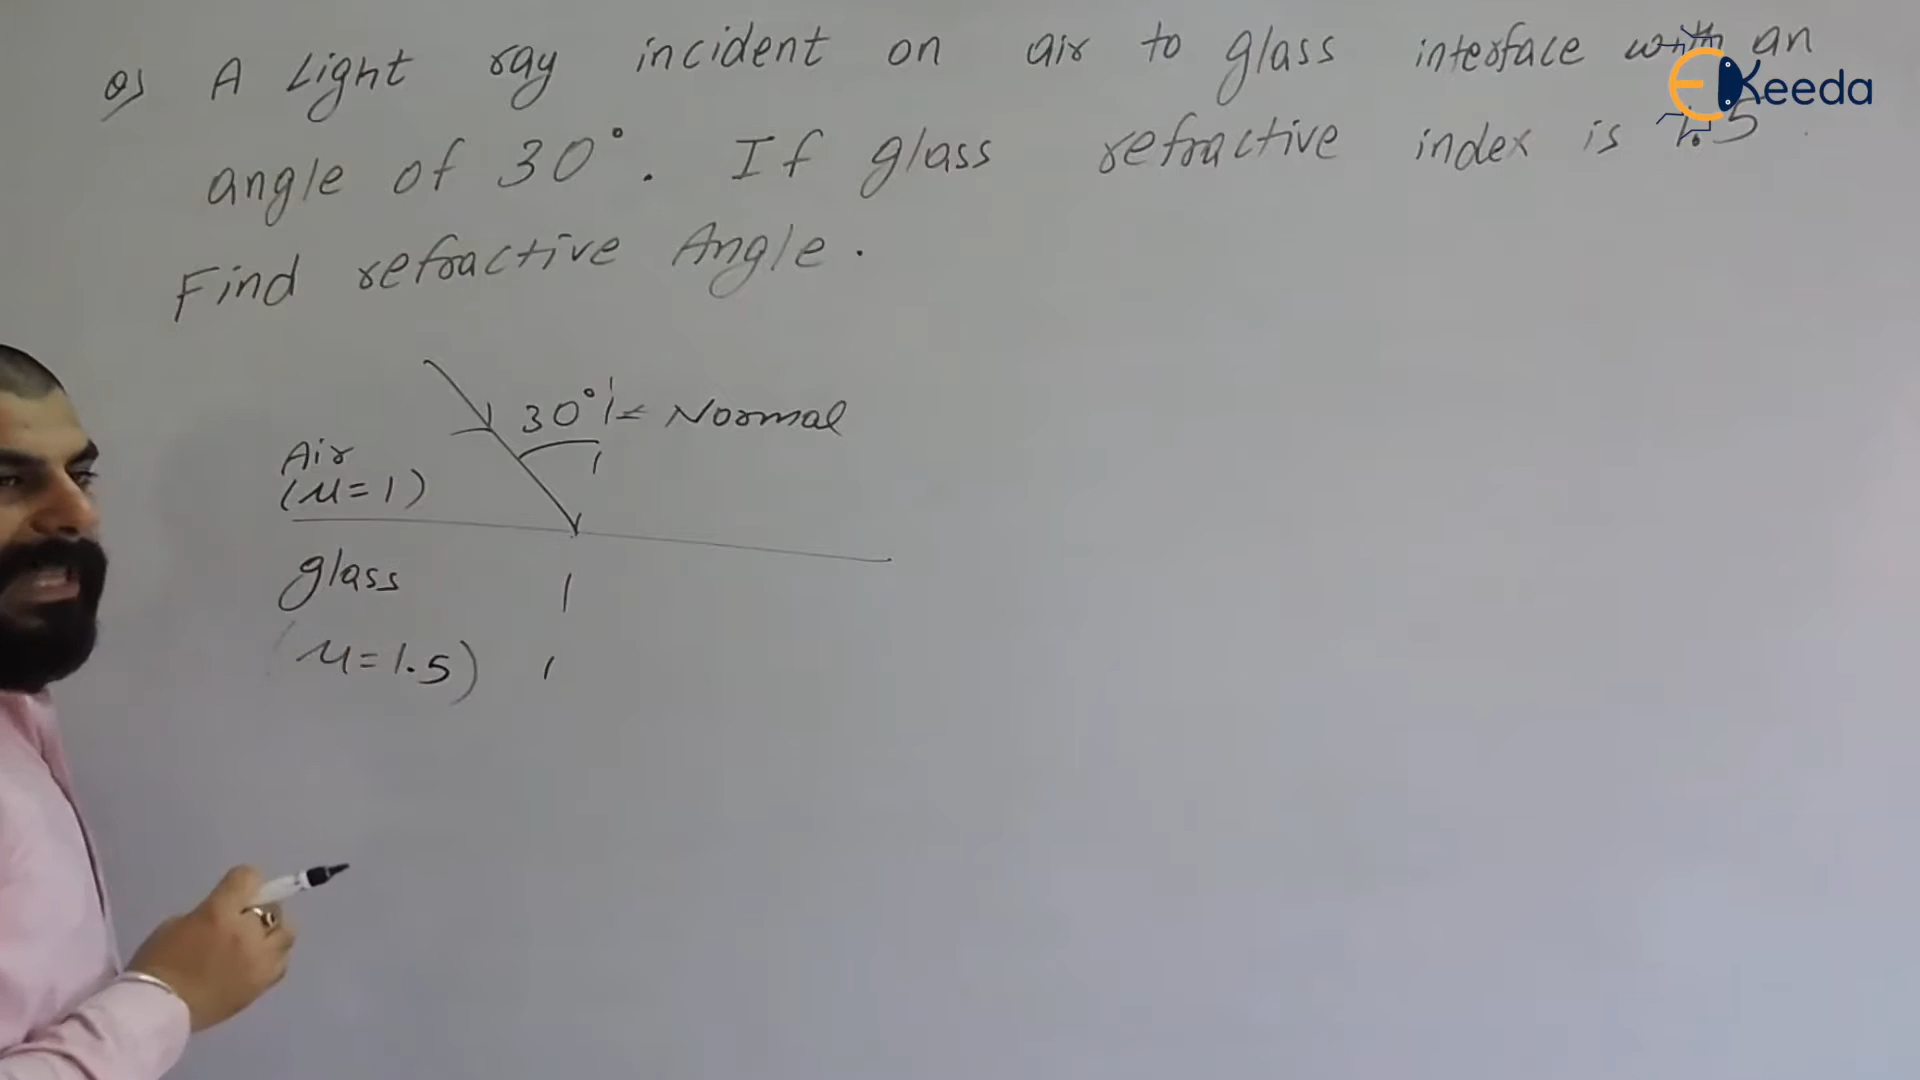 Q) A Light ray incident on air to glass interface with an
EKeeda
angle of 30°. If glass refractive index is 1.5
Find refractive Angle.
30° Normal
Air
(μ=1)
glass
(μ=1.5)